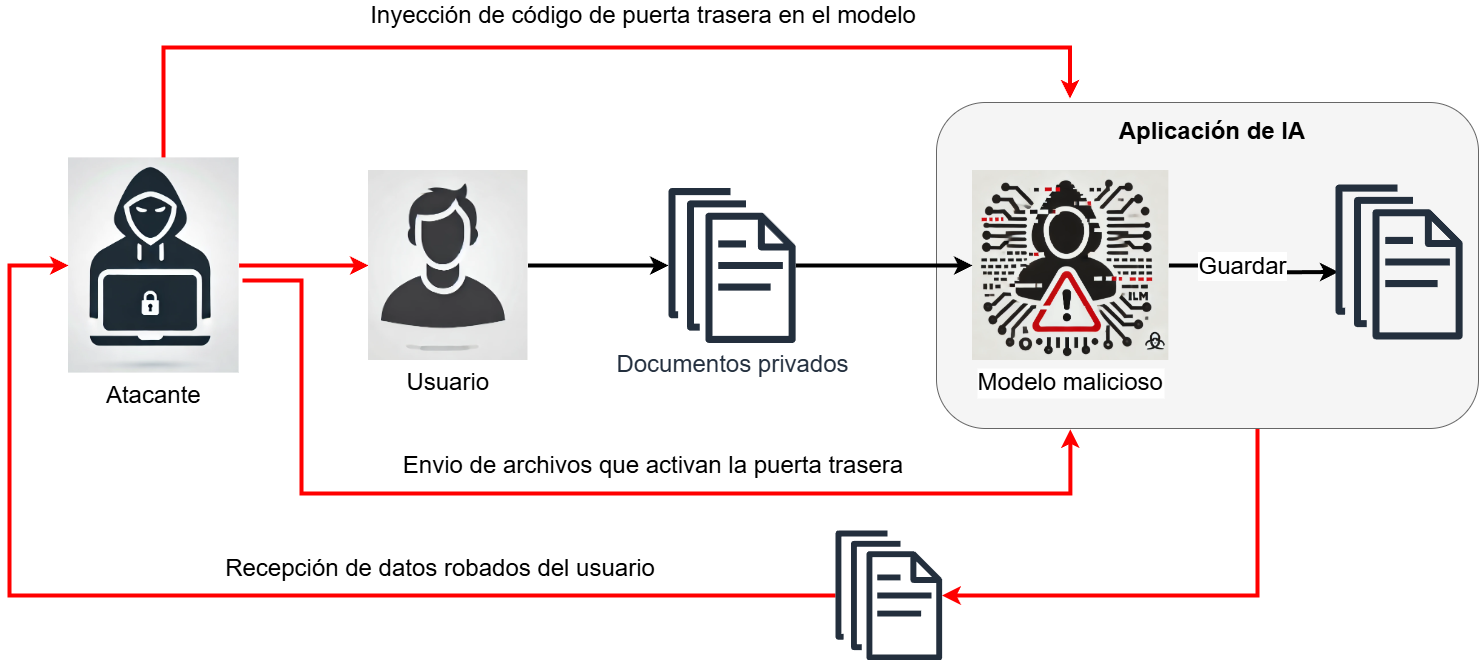 Inyección de código de puerta trasera en el modelo
Aplicación de IA
Guardar
ILM
Atacante
Usuario
Documentos privados
Modelo malicioso
Envio de archivos que activan la puerta trasera
Recepción de datos robados del usuario